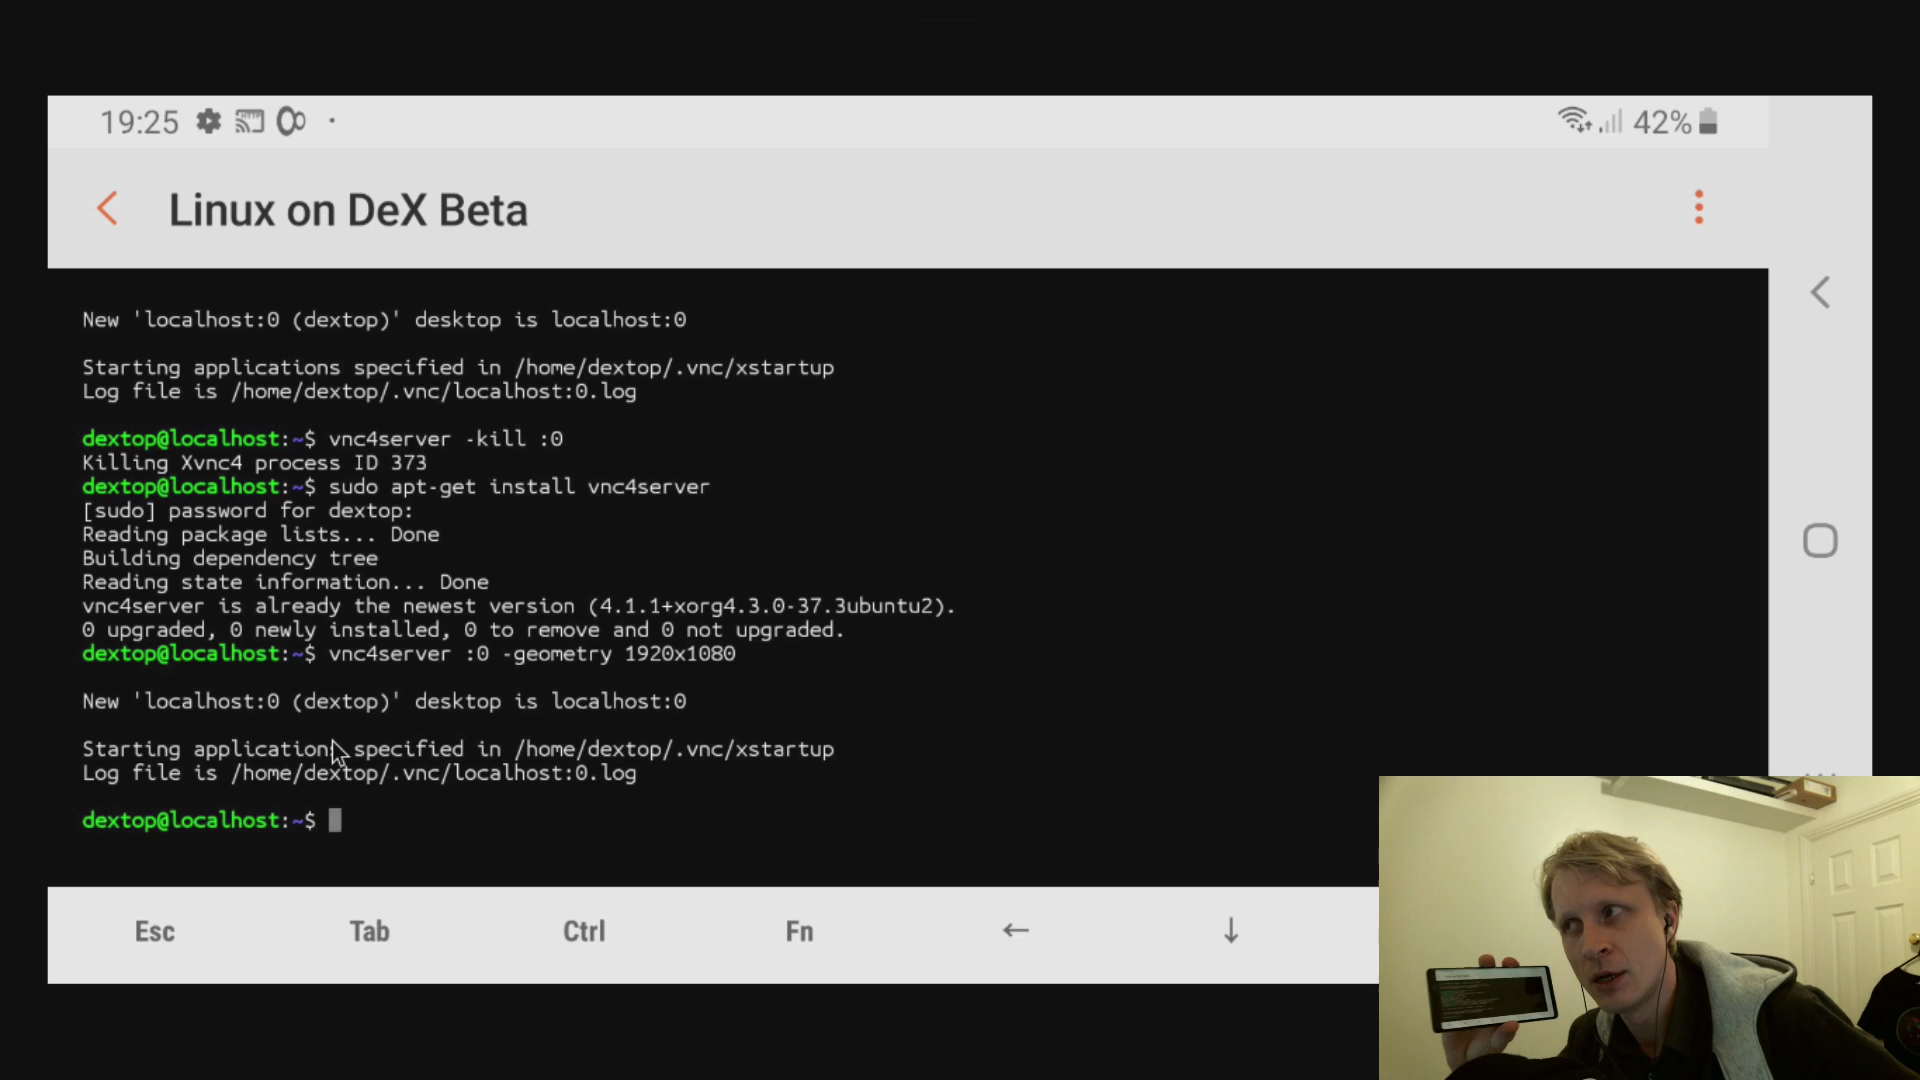 19:25
42%
Linux on DeX Beta
New 'localhost:0 (dextop)' desktop is localhost:0
Starting applications specified in /home/dextop/.vnc/xstartup
Log file is /home/dextop/.vnc/localhost:0.log
dextop@localhost:~$ vnc4server -kill :0
Killing Xvnc4 process ID 373
dextop@localhost:~$ sudo apt-get install vnc4server
[sudo] password for dextop:
Reading package lists... Done
Building dependency tree
Reading state information... Done
vnc4server is already the newest version (4.1.1+xorg4.3.0-37.3ubuntu2).
0 upgraded, 0 newly installed, 0 to remove and 0 not upgraded.
dextop@localhost:~$ vnc4server :0 -geometry 1920x1080
New 'localhost:0 (dextop)' desktop is localhost:0
Starting applications specified in /home/dextop/.vnc/xstartup
Log file is /home/dextop/.vnc/localhost:0.log
dextop@localhost:~$
Esc Tab Ctrl Fn ← ↓